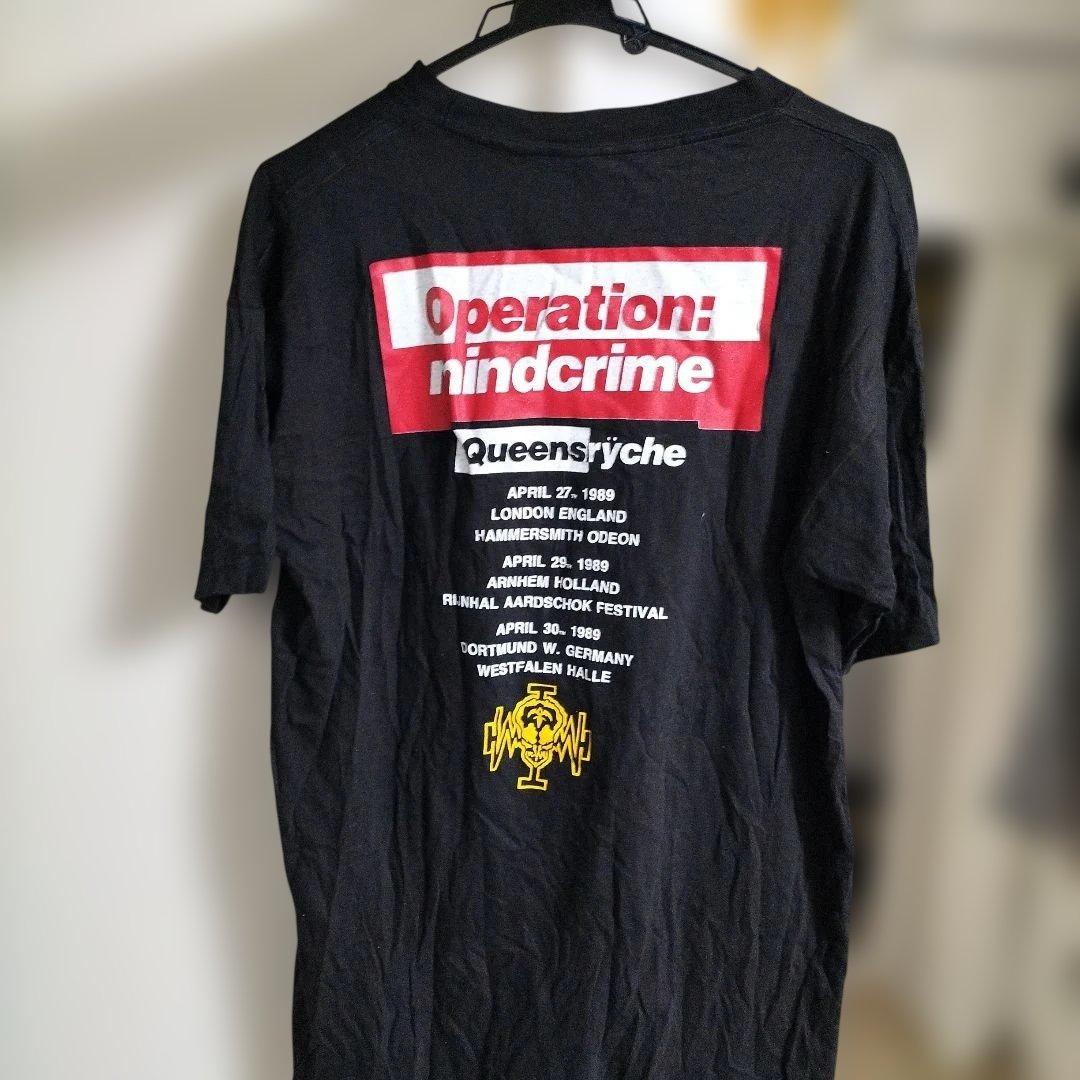 Operation:
mindcrime
Queensrÿche
APRIL 27TH 1989
LONDON ENGLAND
HAMMERSMITH ODEON
APRIL 29TH 1989
ARNHEM HOLLAND
RIJNHAL AARDSCHOK FESTIVAL
APRIL 30TH 1989
DORTMUND W. GERMANY
WESTFALEN HALLE